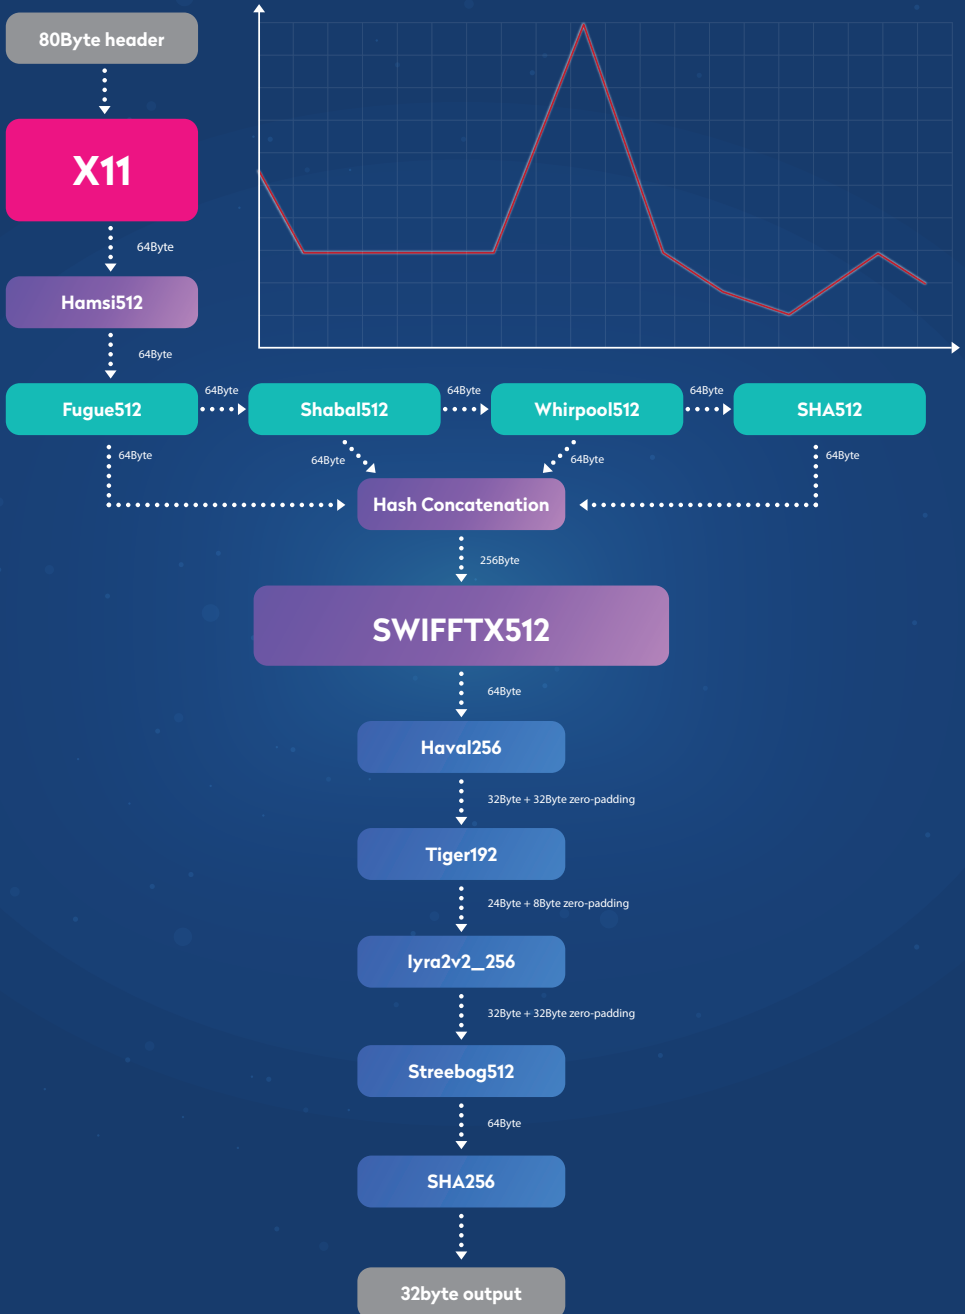 80Byte header
X11
64Byte
Hamsi512
64Byte
Fugue512
64Byte
Shabal512
64Byte
Whirpool512
64Byte
SHA512
64Byte
64Byte
64Byte
64Byte
Hash Concatenation
256Byte
SWIFFTX512
64Byte
Haval256
32Byte + 32Byte zero-padding
Tiger192
24Byte + 8Byte zero-padding
lyra2v2_256
32Byte + 32Byte zero-padding
Streebog512
64Byte
SHA256
32byte output